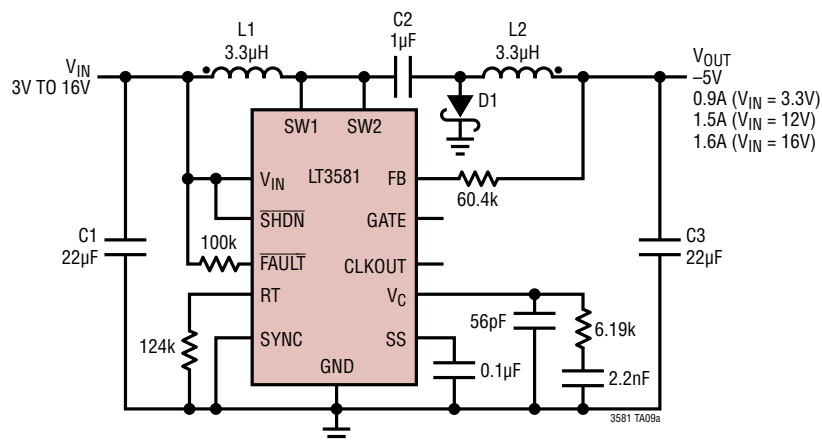 L1
3.3µH
C2
1µF
L2
3.3µH
VIN
3V TO 16V
VOUT
–5V
0.9A (VIN = 3.3V)
1.5A (VIN = 12V)
1.6A (VIN = 16V)
D1
SW1 SW2
VIN LT3581 FB
60.4k
SHDN GATE
100k
FAULT CLKOUT
C1
22µF
C3
22µF
RT VC
56pF
6.19k
124k
SYNC SS
0.1µF
2.2nF
GND
3581 TA09a